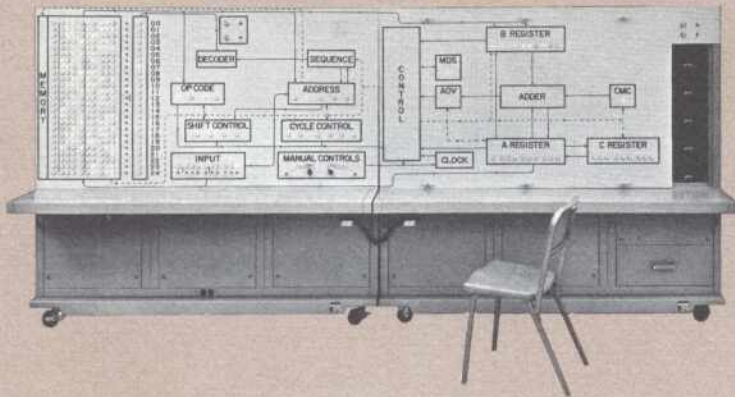 MEMORY
DECODER
SEQUENCE
OP CODE
ADDRESS
SHIFT CONTROL
CYCLE CONTROL
INPUT
MANUAL CONTROLS
CONTROL
B REGISTER
MDS
AOV
ADDER
CMC
A REGISTER
C REGISTER
CLOCK